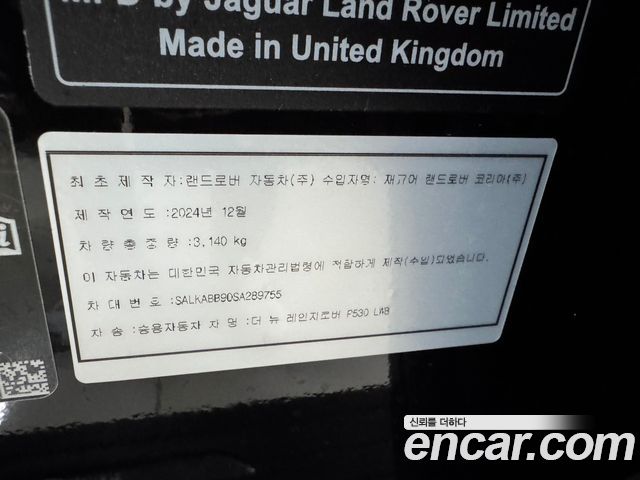 by Jaguar Land Rover Limited
Made in United Kingdom
최초 제작자:랜드로버 자동차(주) 수입자명: 재규어 랜드로버 코리아(주)
제작연도:2024년 12월
차량총중량:3,140 kg
이 자동차는 대한민국 자동차관리법령에 적합하게 제작(수입)되었습니다.
차대번호:SALKABB90SA289755
차종:승용자동차 차명:더 뉴 레인지로버 P530 LWB
신뢰를 더하다
encar.com